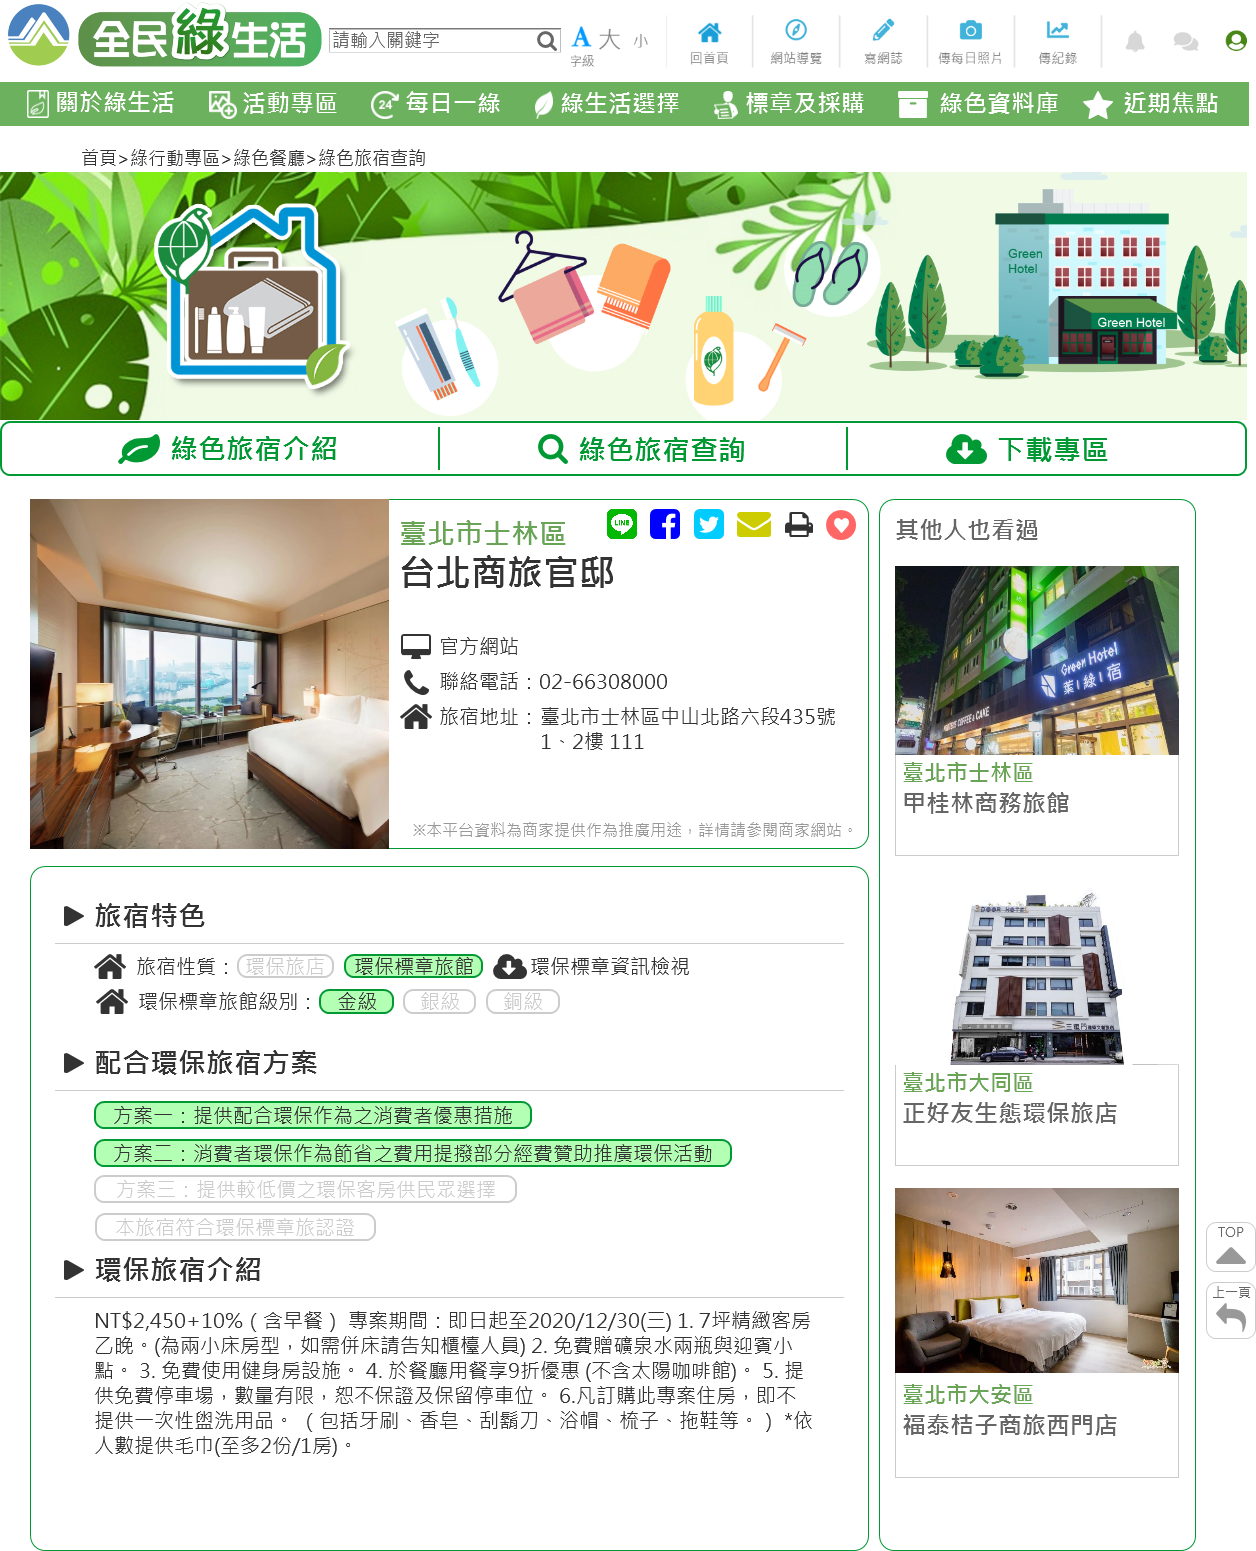 全民綠生活
請輸入關鍵字
A 大 小
字級
回首頁
網站導覽
寫網誌
傳每日照片
傳紀錄
關於綠生活
活動專區
24
每日一綠
綠生活選擇
標章及採購
綠色資料庫
近期焦點
首頁>綠行動專區>綠色餐廳>綠色旅宿查詢
Green
Hotel
Green Hotel
綠色旅宿介紹
綠色旅宿查詢
下載專區
臺北市士林區
LINE
台北商旅官邸
官方網站
聯絡電話：02-66308000
旅宿地址：臺北市士林區中山北路六段435號
1、2樓 111
※本平台資料為商家提供作為推廣用途，詳情請參閱商家網站。
旅宿特色
旅宿性質：環保旅店 環保標章旅館 環保標章資訊檢視
環保標章旅館級別：金級 銀級 銅級
配合環保旅宿方案
方案一：提供配合環保作為之消費者優惠措施
方案二：消費者環保作為節省之費用提撥部分經費贊助推廣環保活動
方案三：提供較低價之環保客房供民眾選擇
本旅宿符合環保標章旅認證
環保旅宿介紹
NT$2,450+10%（含早餐） 專案期間：即日起至2020/12/30(三) 1. 7坪精緻客房
乙晚。(為兩小床房型，如需併床請告知櫃檯人員) 2. 免費贈礦泉水兩瓶與迎賓小
點。 3. 免費使用健身房設施。 4. 於餐廳用餐享9折優惠 (不含太陽咖啡館)。 5. 提
供免費停車場，數量有限，恕不保證及保留停車位。 6.凡訂購此專案住房，即不
提供一次性盥洗用品。（包括牙刷、香皂、刮鬍刀、浴帽、梳子、拖鞋等。） *依
人數提供毛巾(至多2份/1房)。
其他人也看過
Green Hotel
葉綠宿
COFFEE & CAKE
臺北市士林區
甲桂林商務旅館
DOOR HOTEL
臺北市大同區
正好友生態環保旅店
臺北市大安區
福泰桔子商旅西門店
TOP
上一頁